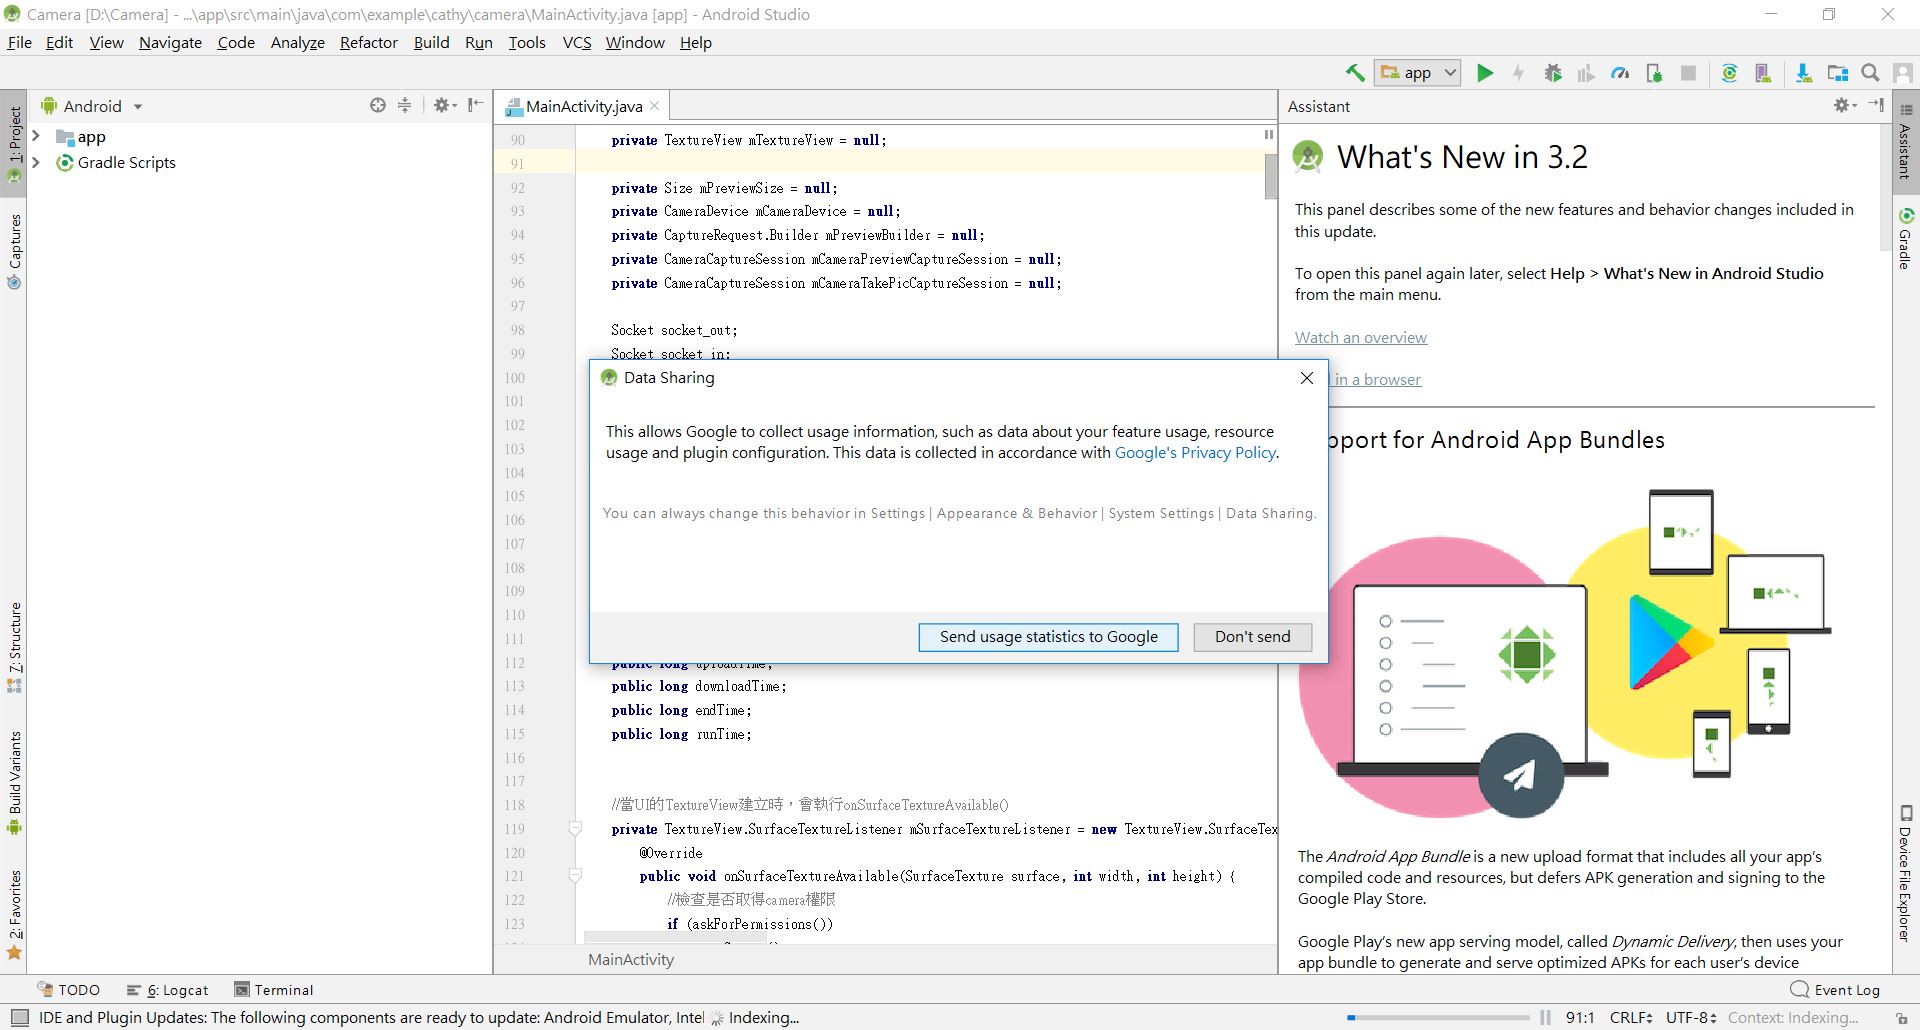 Camera [D:\Camera] - ...\app\src\main\java\com\example\cathy\camera\MainActivity.java [app] - Android Studio
File Edit View Navigate Code Analyze Refactor Build Run Tools VCS Window Help
app
1: Project
Captures
7: Structure
Build Variants
2: Favorites
Android
app
Gradle Scripts
MainActivity.java
90 private TextureView mTextureView = null;
91
92 private Size mPreviewSize = null;
93 private CameraDevice mCameraDevice = null;
94 private CaptureRequest.Builder mPreviewBuilder = null;
95 private CameraCaptureSession mCameraPreviewCaptureSession = null;
96 private CameraCaptureSession mCameraTakePicCaptureSession = null;
97
98 Socket socket_out;
99 Socket socket_in;
100
101
102
103
104
105
106
107
108
109
110
111
112 public long uploadTime;
113 public long downloadTime;
114 public long endTime;
115 public long runTime;
116
117
118 //當UI的TextureView建立時，會執行onSurfaceTextureAvailable()
119 private TextureView.SurfaceTextureListener mSurfaceTextureListener = new TextureView.SurfaceTex
120 @Override
121 public void onSurfaceTextureAvailable(SurfaceTexture surface, int width, int height) {
122 //檢查是否取得camera權限
123 if (askForPermissions())
MainActivity
Data Sharing
This allows Google to collect usage information, such as data about your feature usage, resource
usage and plugin configuration. This data is collected in accordance with Google's Privacy Policy.
You can always change this behavior in Settings | Appearance & Behavior | System Settings | Data Sharing.
Send usage statistics to Google
Don't send
Assistant
What's New in 3.2
This panel describes some of the new features and behavior changes included in
this update.
To open this panel again later, select Help > What's New in Android Studio
from the main menu.
Watch an overview
in a browser
pport for Android App Bundles
The Android App Bundle is a new upload format that includes all your app's
compiled code and resources, but defers APK generation and signing to the
Google Play Store.
Google Play's new app serving model, called Dynamic Delivery, then uses your
app bundle to generate and serve optimized APKs for each user's device
Assistant
Gradle
Device File Explorer
TODO
6: Logcat
Terminal
Event Log
IDE and Plugin Updates: The following components are ready to update: Android Emulator, Intel
Indexing...
91:1 CRLF UTF-8 Context: Indexing...